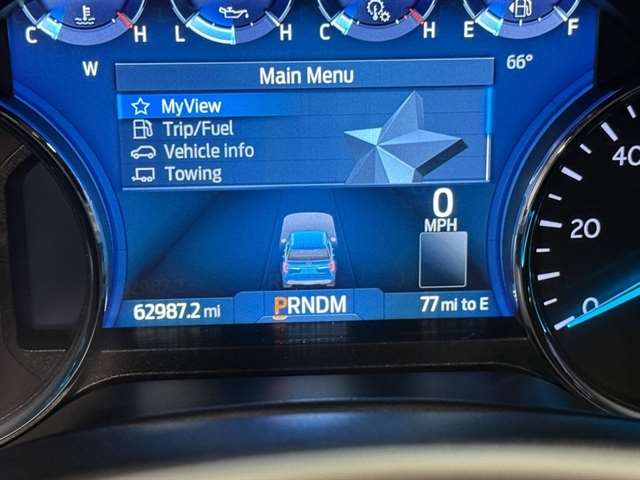 C H L H C H E F
W 66°
Main Menu
MyView
Trip/Fuel
Vehicle info
Towing
0
MPH
62987.2 mi PRNDM 77 mi to E
40
20
0